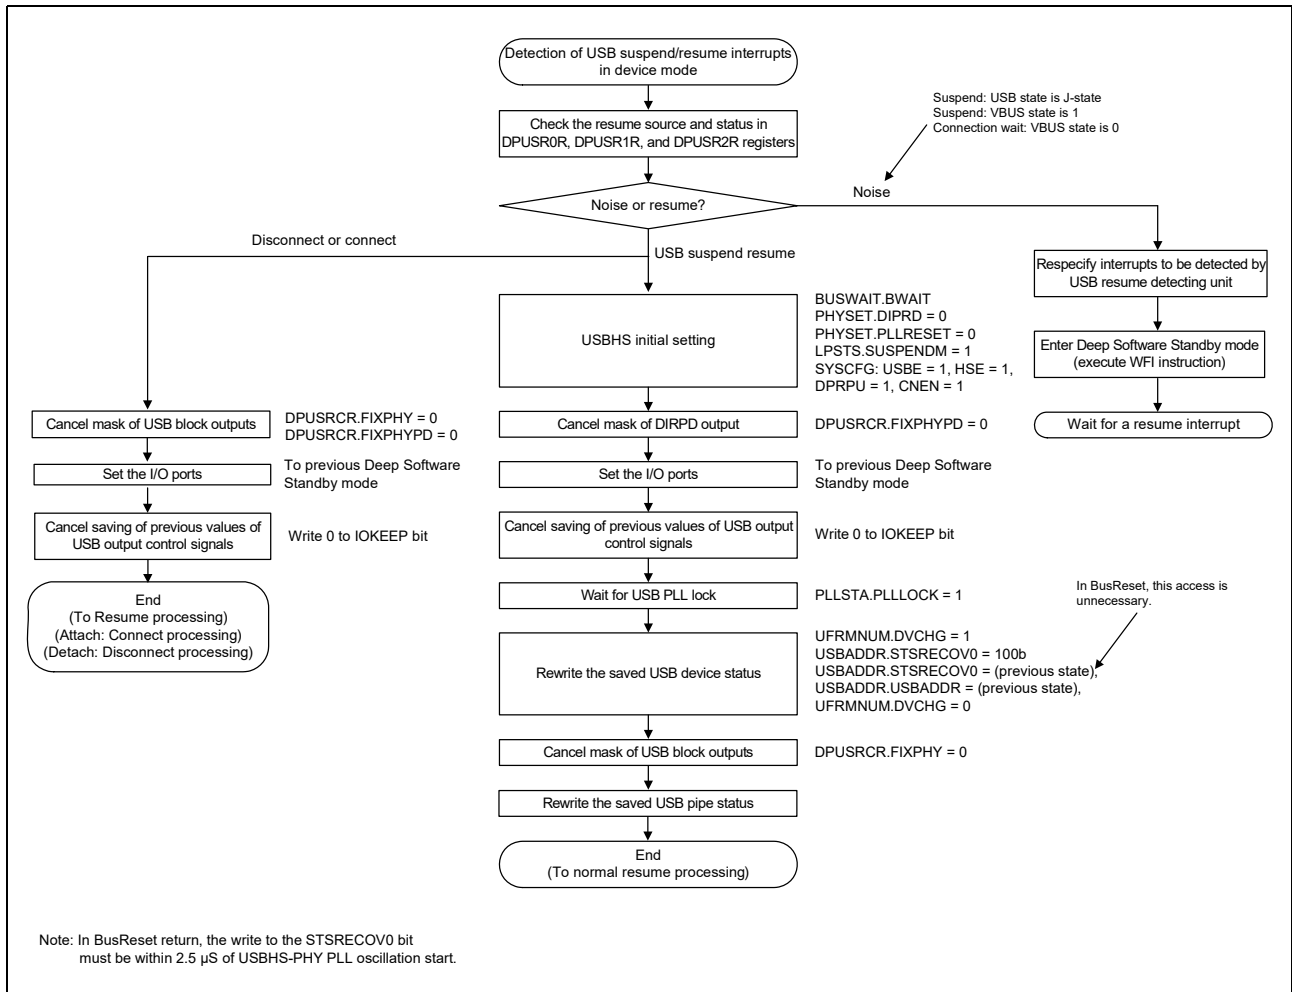 Detection of USB suspend/resume interrupts
in device mode
Suspend: USB state is J-state
Suspend: VBUS state is 1
Connection wait: VBUS state is 0
Check the resume source and status in
DPUSR0R, DPUSR1R, and DPUSR2R registers
Noise
Noise or resume?
Disconnect or connect
USB suspend resume
Respecify interrupts to be detected by
USB resume detecting unit
Enter Deep Software Standby mode
(execute WFI instruction)
Wait for a resume interrupt
USBHS initial setting
BUSWAIT.BWAIT
PHYSET.DIPRD = 0
PHYSET.PLLRESET = 0
LPSTS.SUSPENDM = 1
SYSCFG: USBE = 1, HSE = 1,
DPRPU = 1, CNEN = 1
Cancel mask of USB block outputs
DPUSRCR.FIXPHY = 0
DPUSRCR.FIXPHYPD = 0
Set the I/O ports
To previous Deep Software
Standby mode
Cancel saving of previous values of
USB output control signals
Write 0 to IOKEEP bit
End
(To Resume processing)
(Attach: Connect processing)
(Detach: Disconnect processing)
Cancel mask of DIRPD output
DPUSRCR.FIXPHYPD = 0
Set the I/O ports
To previous Deep Software
Standby mode
Cancel saving of previous values of USB output
control signals
Write 0 to IOKEEP bit
Wait for USB PLL lock
PLLSTA.PLLLOCK = 1
In BusReset, this access is
unnecessary.
Rewrite the saved USB device status
UFRMNUM.DVCHG = 1
USBADDR.STSRECOV0 = 100b
USBADDR.STSRECOV0 = (previous state),
USBADDR.USBADDR = (previous state),
UFRMNUM.DVCHG = 0
Cancel mask of USB block outputs
DPUSRCR.FIXPHY = 0
Rewrite the saved USB pipe status
End
(To normal resume processing)
Note: In BusReset return, the write to the STSRECOV0 bit
must be within 2.5 µS of USBHS-PHY PLL oscillation start.